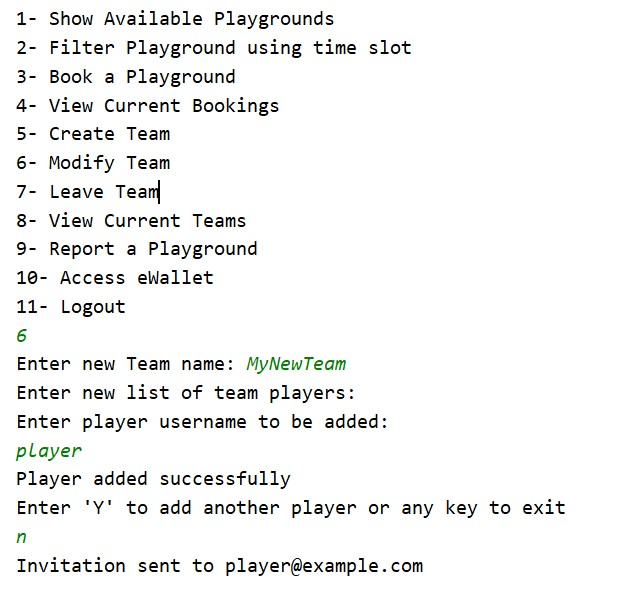 1- Show Available Playgrounds
2- Filter Playground using time slot
3- Book a Playground
4- View Current Bookings
5- Create Team
6- Modify Team
7- Leave Team
8- View Current Teams
9- Report a Playground
10- Access eWallet
11- Logout
6
Enter new Team name: MyNewTeam
Enter new list of team players:
Enter player username to be added:
player
Player added successfully
Enter 'Y' to add another player or any key to exit
n
Invitation sent to player@example.com